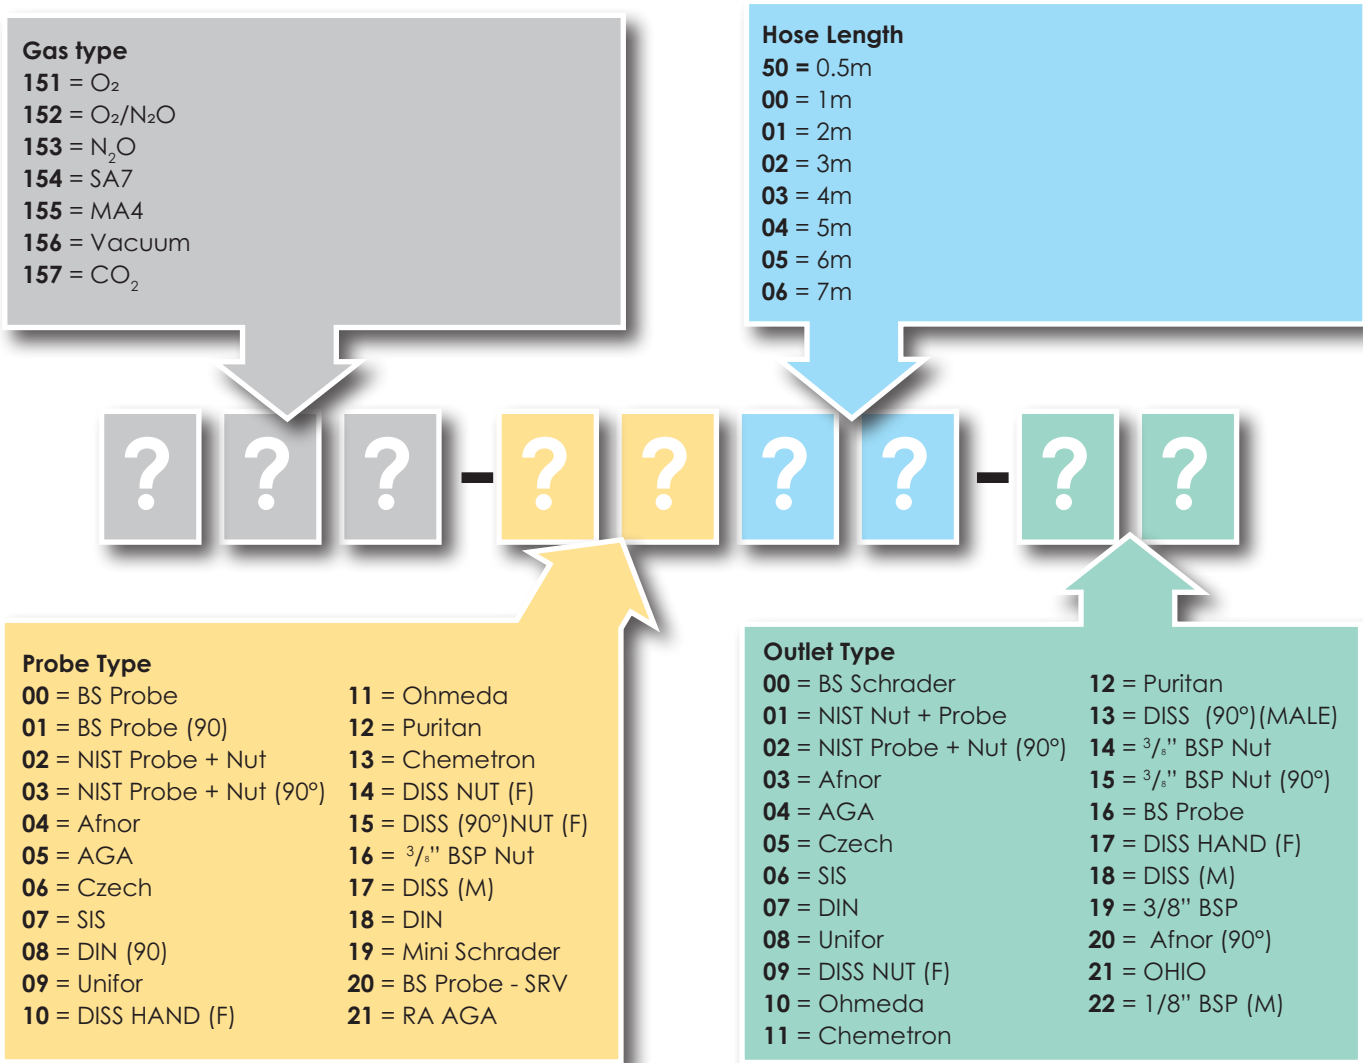 Gas type
151 = O₂
152 = O₂/N₂O
153 = N₂O
154 = SA7
155 = MA4
156 = Vacuum
157 = CO₂
Hose Length
50 = 0.5m
00 = 1m
01 = 2m
02 = 3m
03 = 4m
04 = 5m
05 = 6m
06 = 7m
? ? ? - ? ? ? ? - ? ?
Probe Type
00 = BS Probe
01 = BS Probe (90)
02 = NIST Probe + Nut
03 = NIST Probe + Nut (90°)
04 = Afnor
05 = AGA
06 = Czech
07 = SIS
08 = DIN (90)
09 = Unifor
10 = DISS HAND (F)
11 = Ohmeda
12 = Puritan
13 = Chemetron
14 = DISS NUT (F)
15 = DISS (90°)NUT (F)
16 = ³/₈” BSP Nut
17 = DISS (M)
18 = DIN
19 = Mini Schrader
20 = BS Probe - SRV
21 = RA AGA
Outlet Type
00 = BS Schrader
01 = NIST Nut + Probe
02 = NIST Probe + Nut (90°)
03 = Afnor
04 = AGA
05 = Czech
06 = SIS
07 = DIN
08 = Unifor
09 = DISS NUT (F)
10 = Ohmeda
11 = Chemetron
12 = Puritan
13 = DISS (90°)(MALE)
14 = ³/₈” BSP Nut
15 = ³/₈” BSP Nut (90°)
16 = BS Probe
17 = DISS HAND (F)
18 = DISS (M)
19 = 3/8” BSP
20 = Afnor (90°)
21 = OHIO
22 = 1/8” BSP (M)